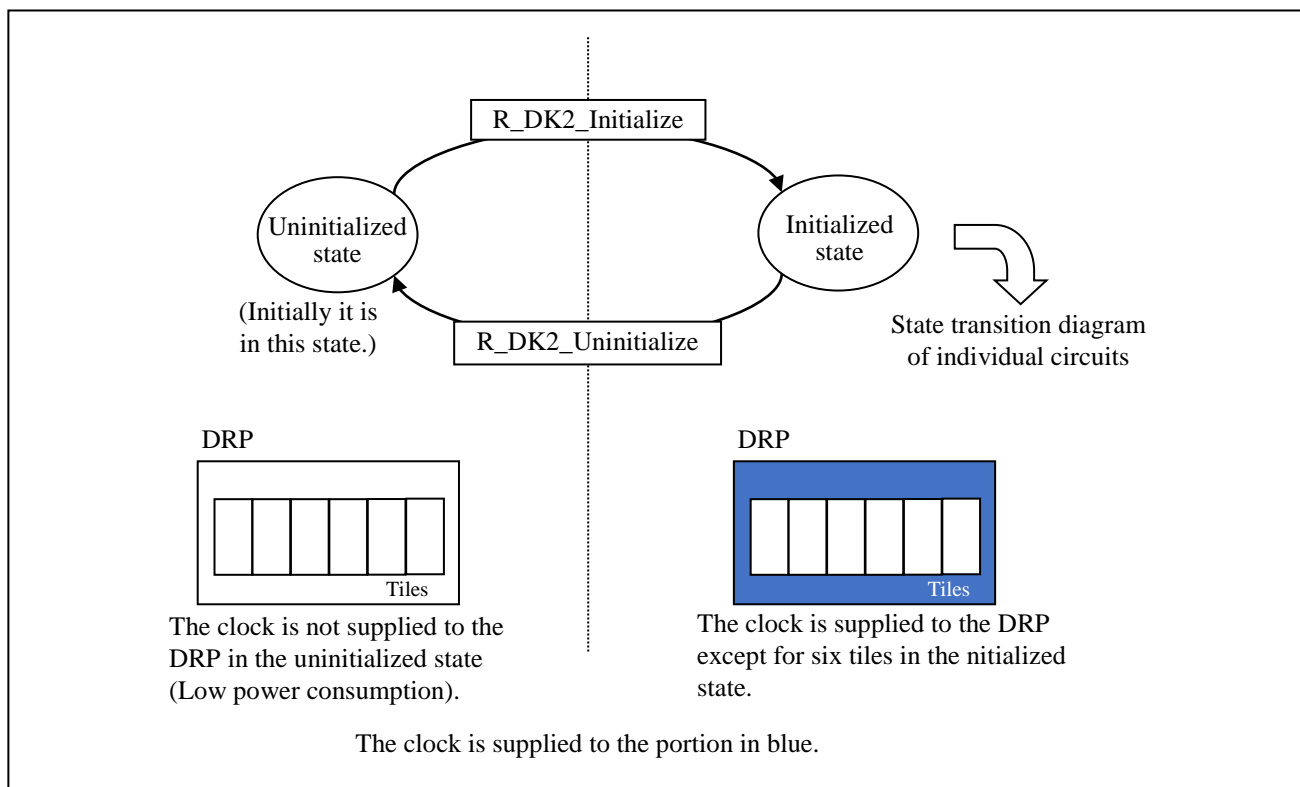 R_DK2_Initialize
Uninitialized
state
Initialized
state
(Initially it is
in this state.)
R_DK2_Uninitialize
State transition diagram
of individual circuits
DRP
Tiles
The clock is not supplied to the
DRP in the uninitialized state
(Low power consumption).
DRP
Tiles
The clock is supplied to the DRP
except for six tiles in the nitialized
state.
The clock is supplied to the portion in blue.